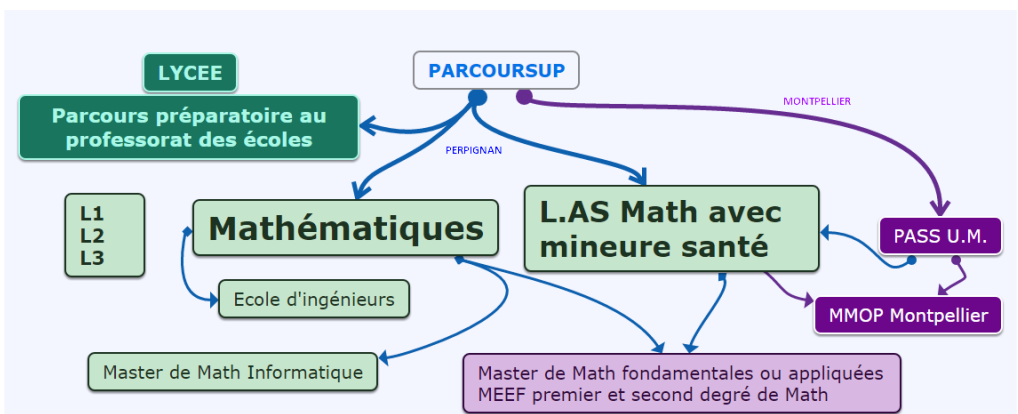 PARCOURSUP
LYCEE
Parcours préparatoire au
professorat des écoles
MONTPELLIER
PERPIGNAN
L1
L2
L3
Mathématiques
L.AS Math avec
mineure santé
PASS U.M.
Ecole d'ingénieurs
MMOP Montpellier
Master de Math Informatique
Master de Math fondamentales ou appliquées
MEEF premier et second degré de Math